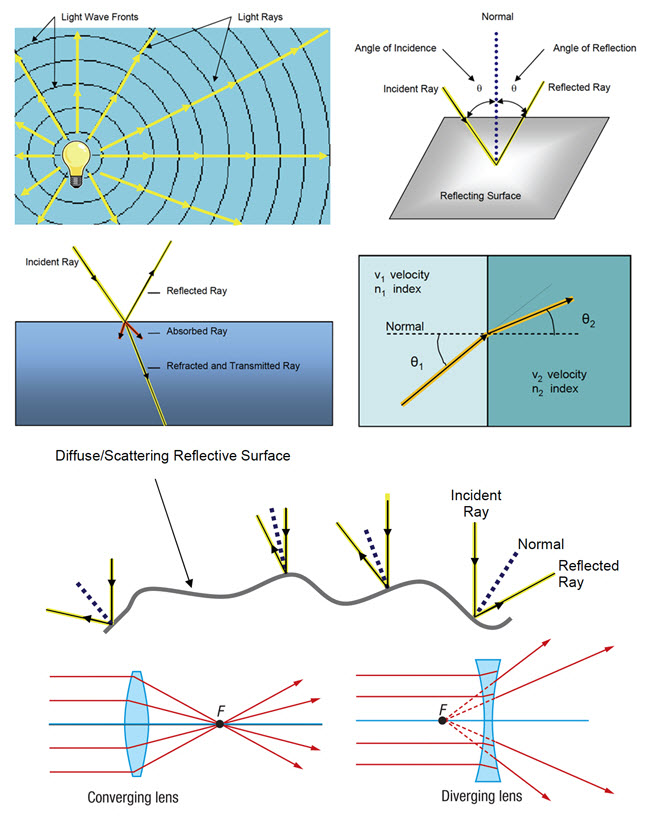 Light Wave Fronts
Light Rays
Normal
Angle of Incidence
Angle of Reflection
θ
θ
Incident Ray
Reflected Ray
Reflecting Surface
Incident Ray
Reflected Ray
Absorbed Ray
Refracted and Transmitted Ray
v1 velocity
n1 index
Normal
θ1
θ2
v2 velocity
n2 index
Diffuse/Scattering Reflective Surface
Incident
Ray
Normal
Reflected
Ray
F
Converging lens
F
Diverging lens